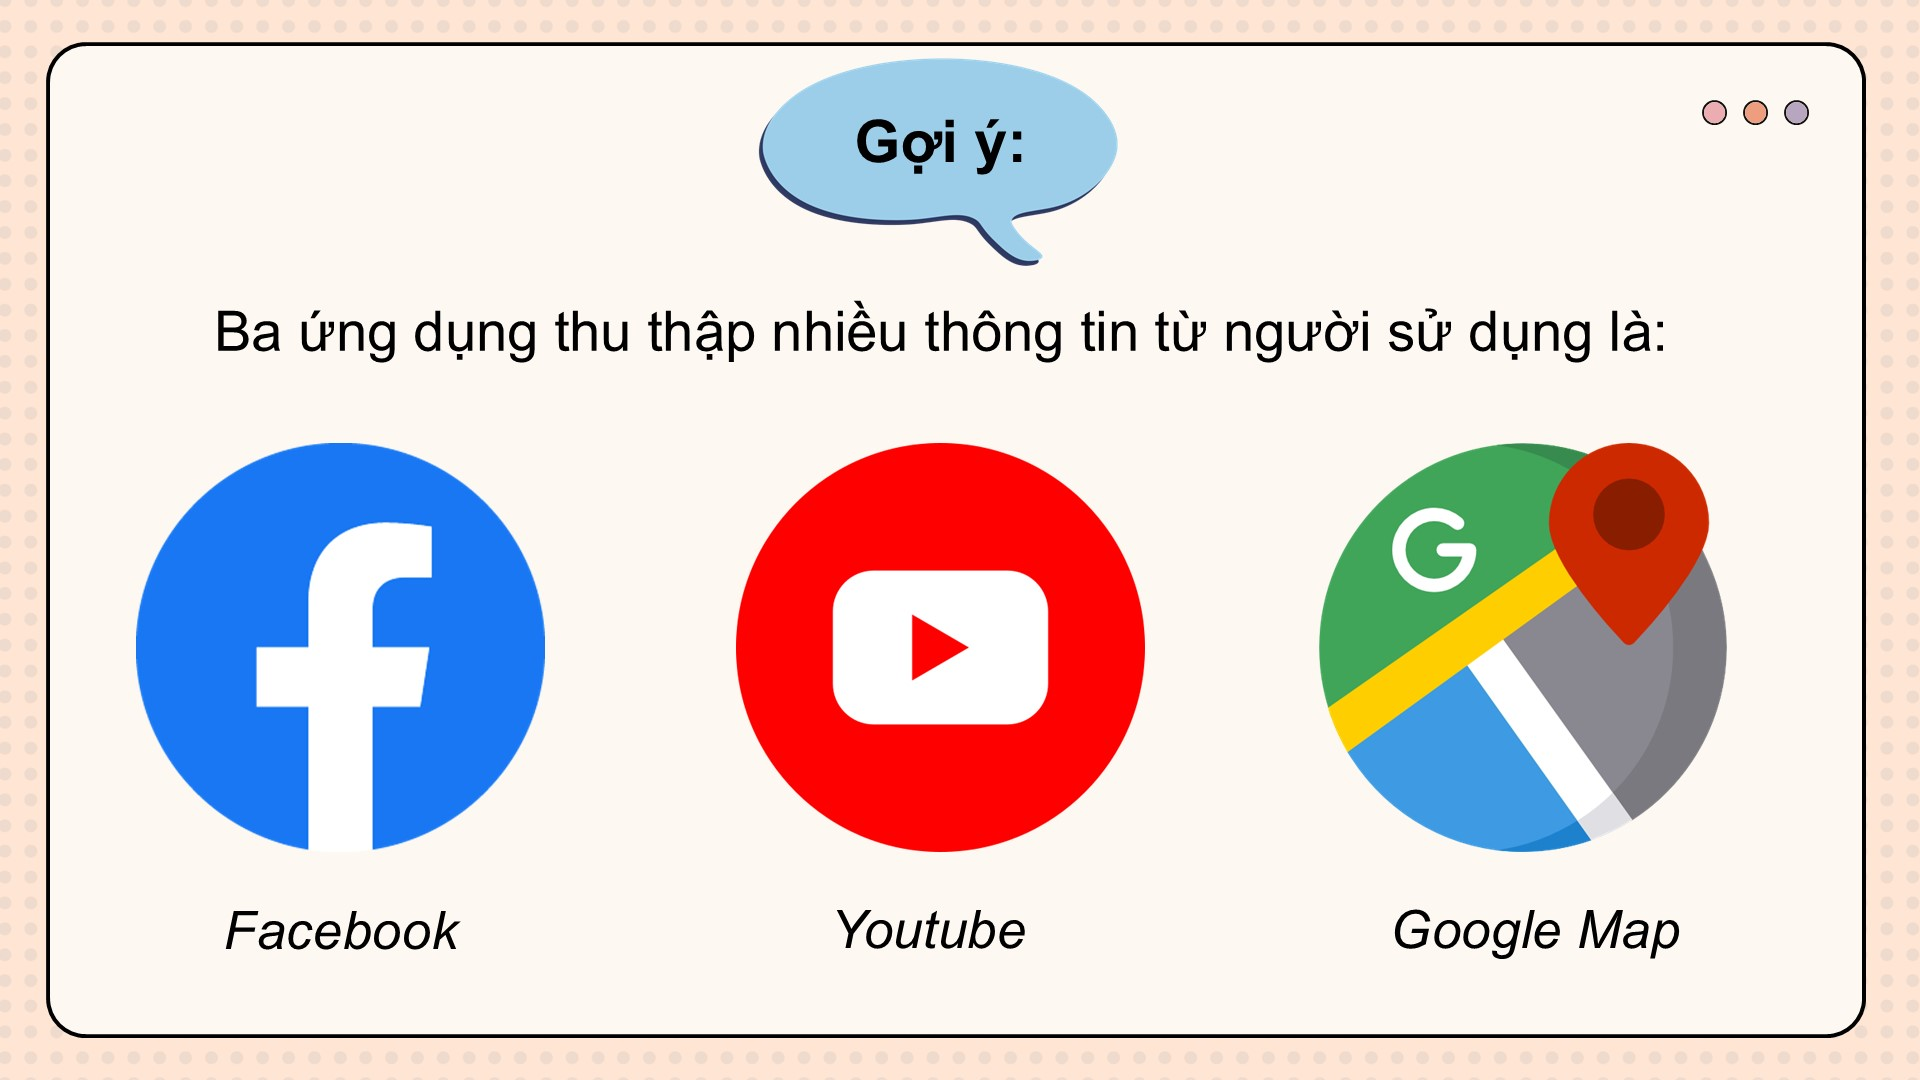 Gợi ý:
Ba ứng dụng thu thập nhiều thông tin từ người sử dụng là:
G
Facebook
Youtube
Google Map